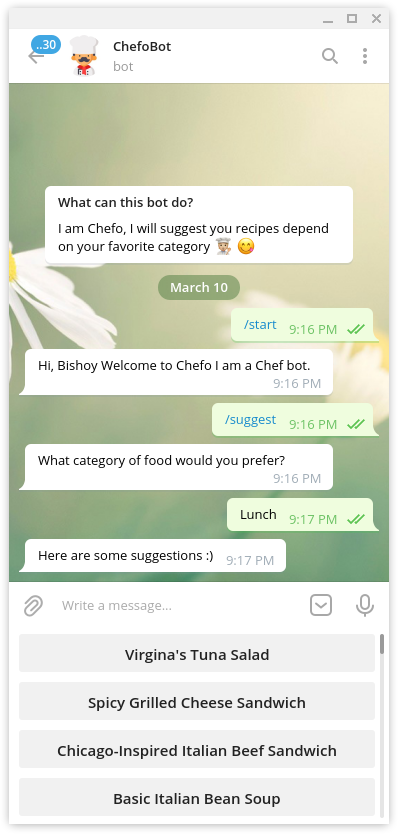 ..30
ChefoBot
bot
What can this bot do?
I am Chefo, I will suggest you recipes depend
on your favorite category 👨🏼‍🍳 😋
March 10
/start 9:16 PM
Hi, Bishoy Welcome to Chefo I am a Chef bot.
9:16 PM
/suggest 9:16 PM
What category of food would you prefer?
9:16 PM
Lunch 9:17 PM
Here are some suggestions :) 9:17 PM
Write a message...
Virgina's Tuna Salad
Spicy Grilled Cheese Sandwich
Chicago-Inspired Italian Beef Sandwich
Basic Italian Bean Soup